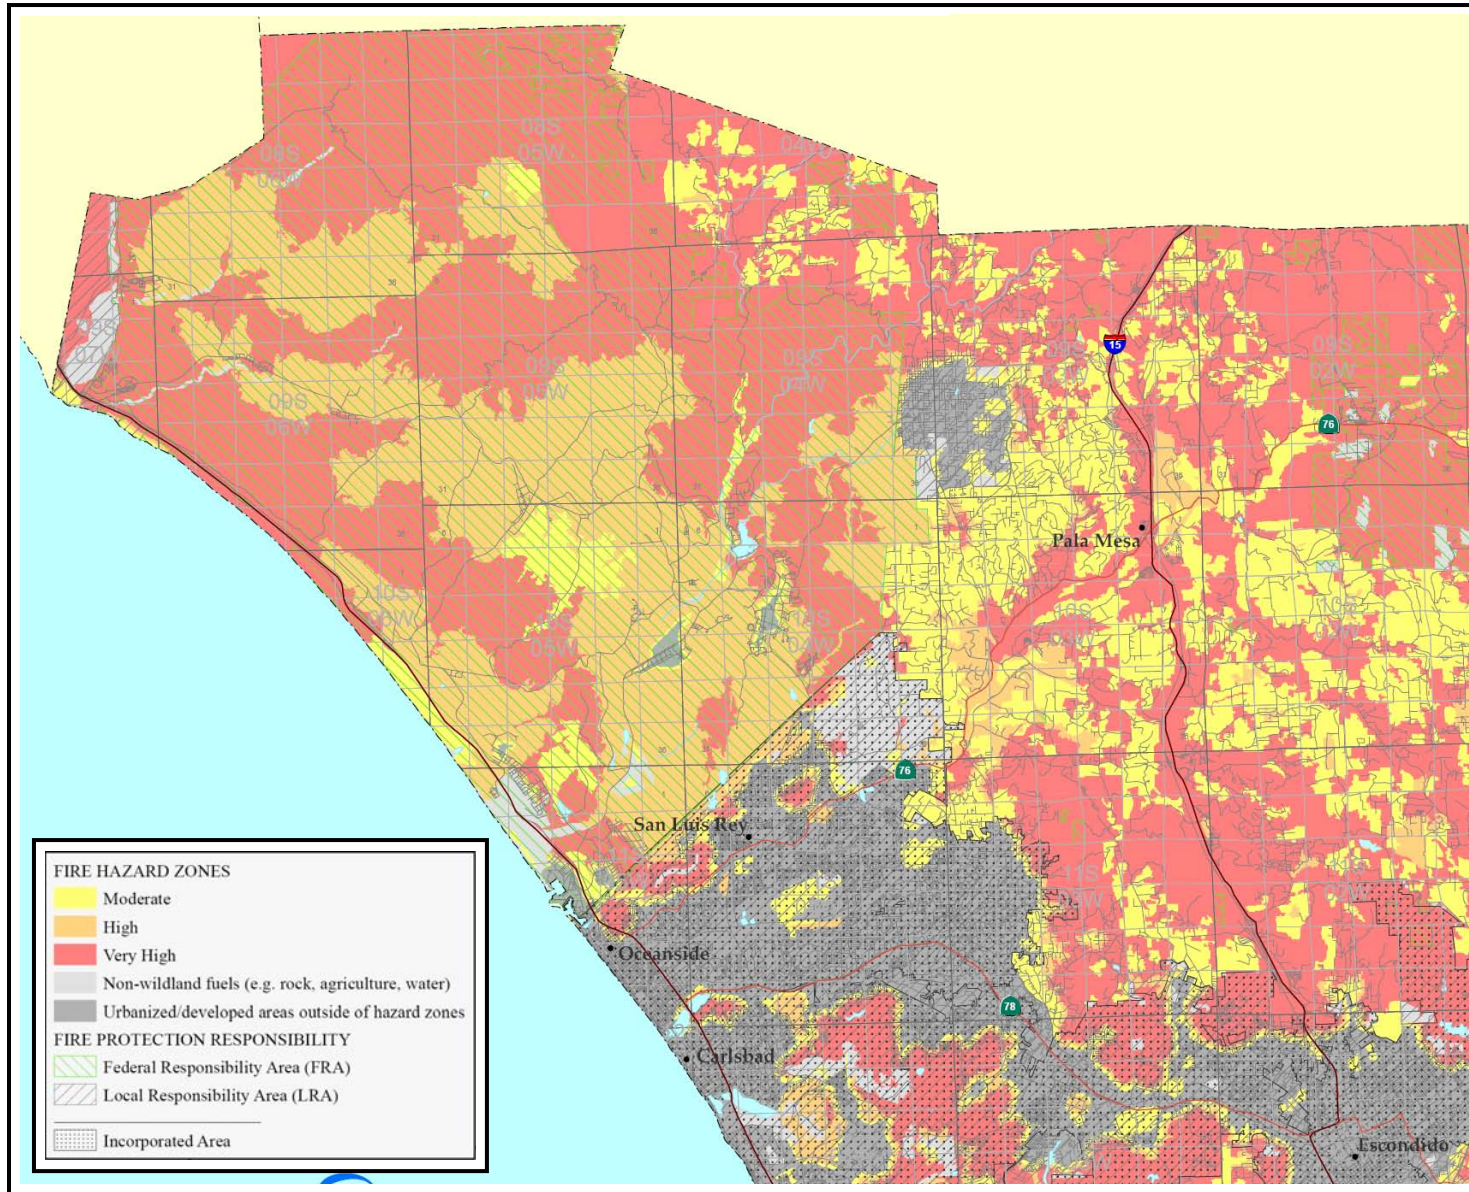 08S
05W
08S
06W
04W
15
09S
07W
09S
05W
09S
04W
09S
02W
09S
06W
76
Pala Mesa
10S
06W
05W
10S
04W
10S
03W
10S
76
San Luis Rey
11S
Oceanside
78
Carlsbad
Escondido
FIRE HAZARD ZONES
Moderate
High
Very High
Non-wildland fuels (e.g. rock, agriculture, water)
Urbanized/developed areas outside of hazard zones
FIRE PROTECTION RESPONSIBILITY
Federal Responsibility Area (FRA)
Local Responsibility Area (LRA)
Incorporated Area